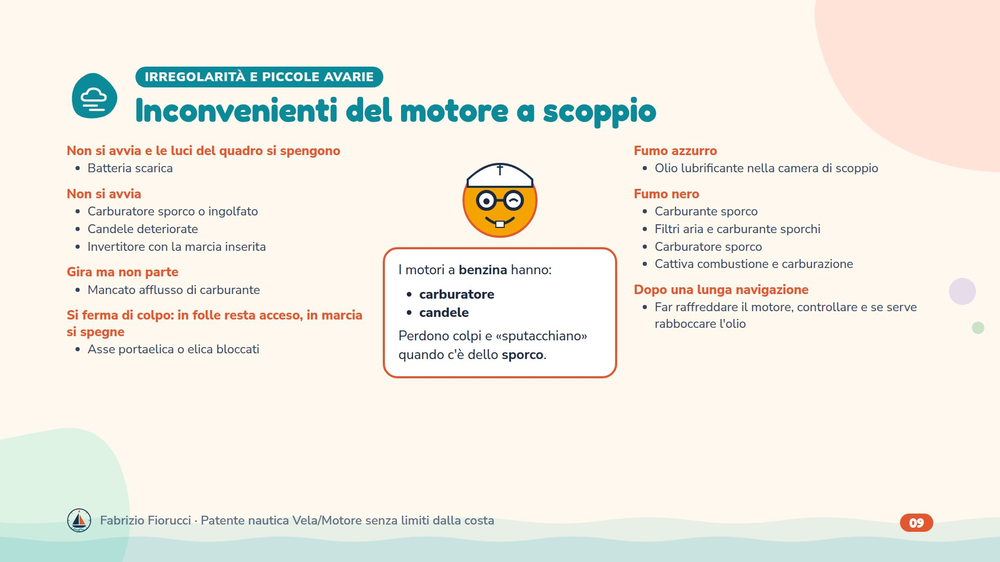 IRREGOLARITÀ E PICCOLE AVARIE
Inconvenienti del motore a scoppio
Non si avvia e le luci del quadro si spengono
• Batteria scarica
Non si avvia
• Carburatore sporco o ingolfato
• Candele deteriorate
• Invertitore con la marcia inserita
Gira ma non parte
• Mancato afflusso di carburante
Si ferma di colpo: in folle resta acceso, in marcia
si spegne
• Asse portaelica o elica bloccati
I motori a benzina hanno:
• carburatore
• candele
Perdono colpi e «sputacchiano»
quando c'è dello sporco.
Fumo azzurro
• Olio lubrificante nella camera di scoppio
Fumo nero
• Carburante sporco
• Filtri aria e carburante sporchi
• Carburatore sporco
• Cattiva combustione e carburazione
Dopo una lunga navigazione
• Far raffreddare il motore, controllare e se serve
rabboccare l'olio
Fabrizio Fiorucci · Patente nautica Vela/Motore senza limiti dalla costa
09